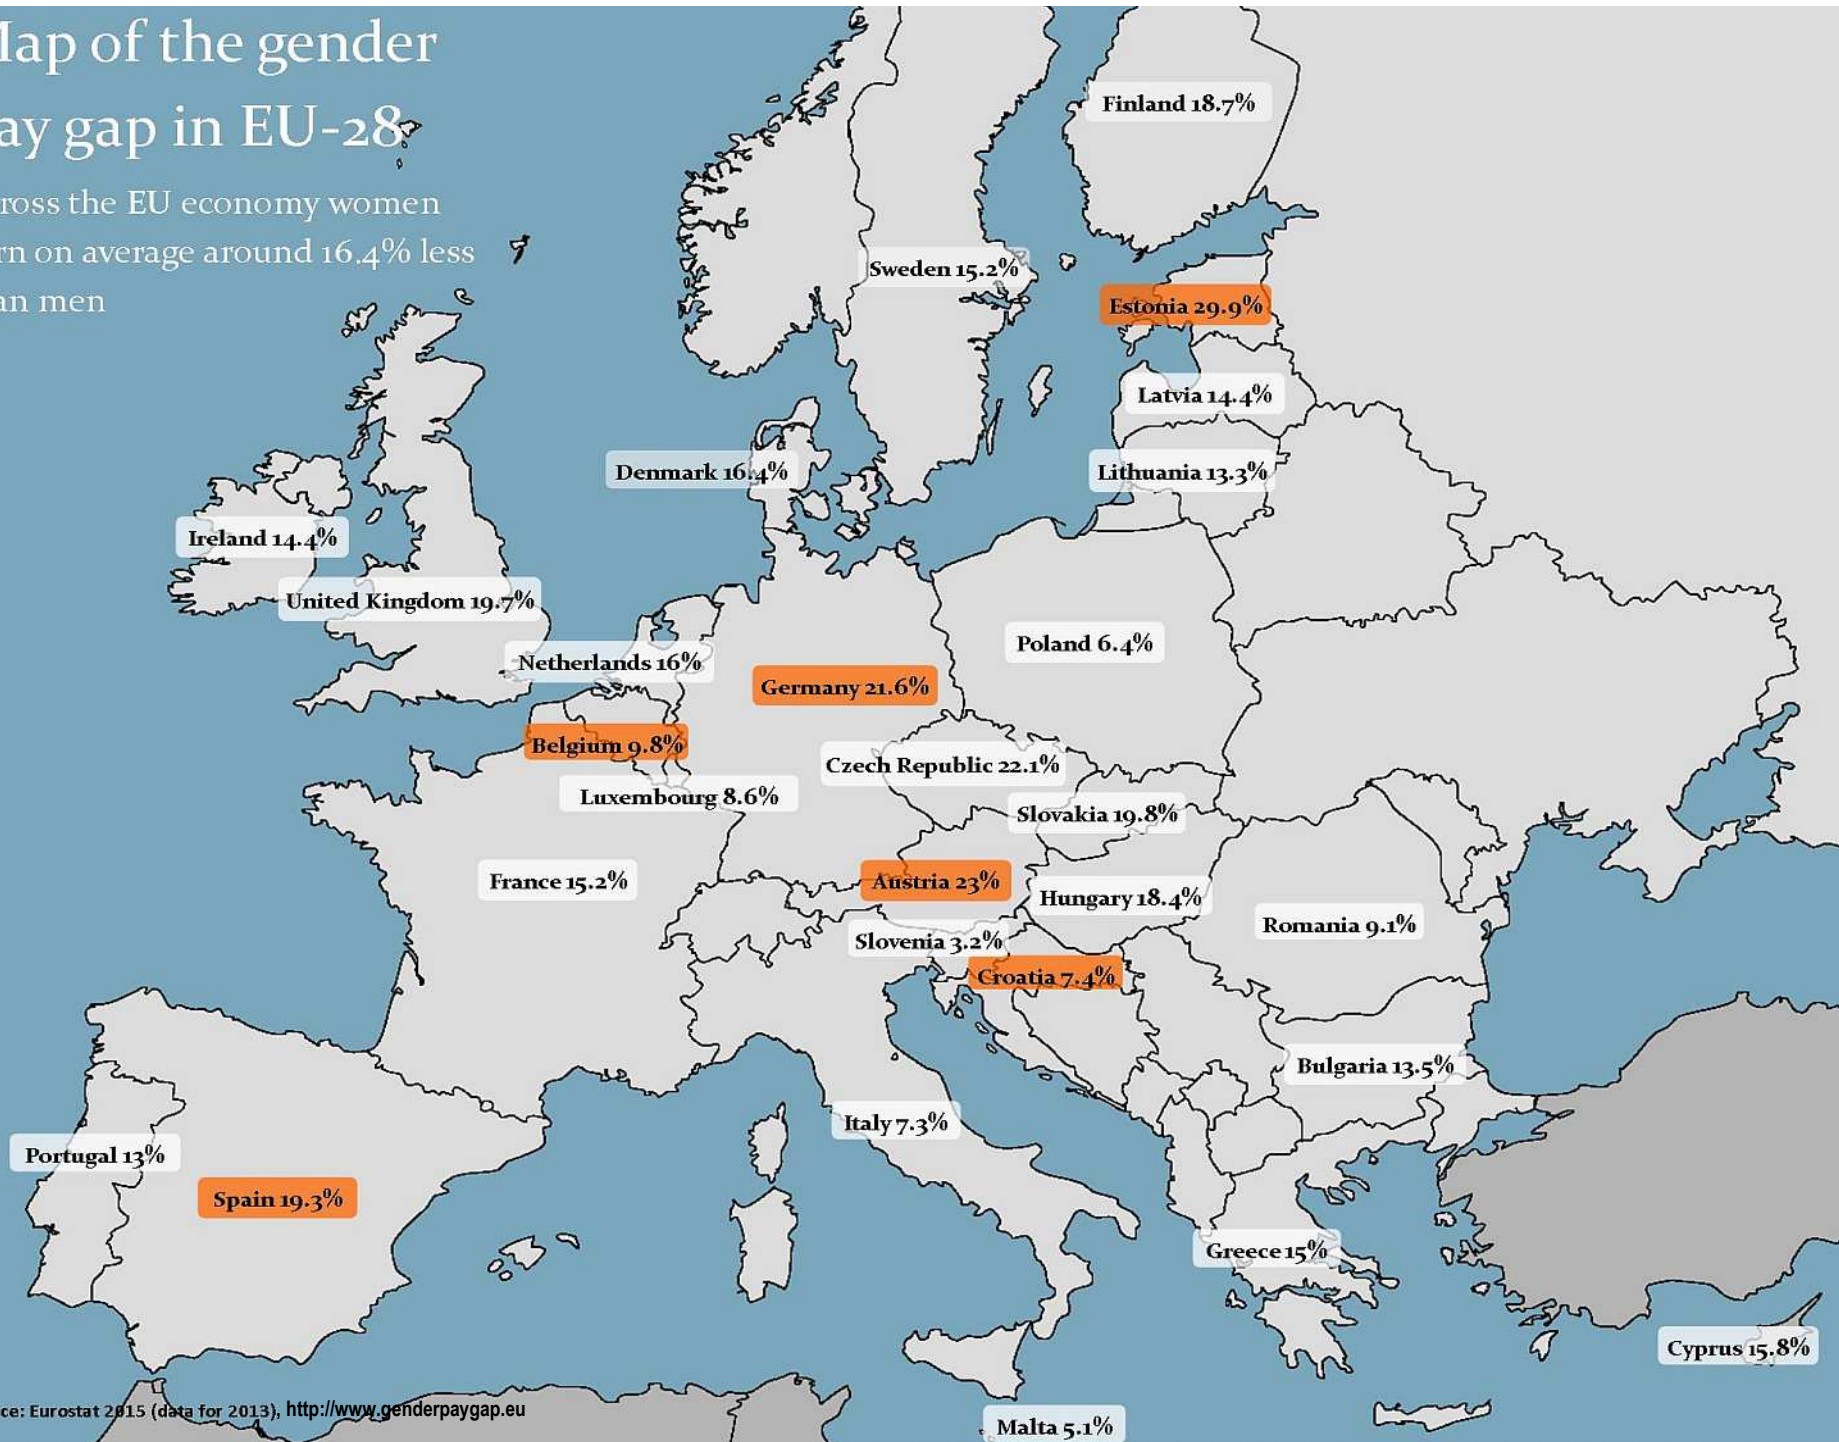 Map of the gender
ay gap in EU-28
ross the EU economy women
rn on average around 16.4% less
an men
Finland 18.7%
Sweden 15.2%
Estonia 29.9%
Latvia 14.4%
Denmark 16.4%
Lithuania 13.3%
Ireland 14.4%
United Kingdom 19.7%
Netherlands 16%
Poland 6.4%
Germany 21.6%
Belgium 9.8%
Czech Republic 22.1%
Luxembourg 8.6%
Slovakia 19.8%
France 15.2%
Austria 23%
Hungary 18.4%
Romania 9.1%
Slovenia 3.2%
Croatia 7.4%
Bulgaria 13.5%
Italy 7.3%
Portugal 13%
Spain 19.3%
Greece 15%
Cyprus 15.8%
ce: Eurostat 2015 (data for 2013), http://www.genderpaygap.eu
Malta 5.1%